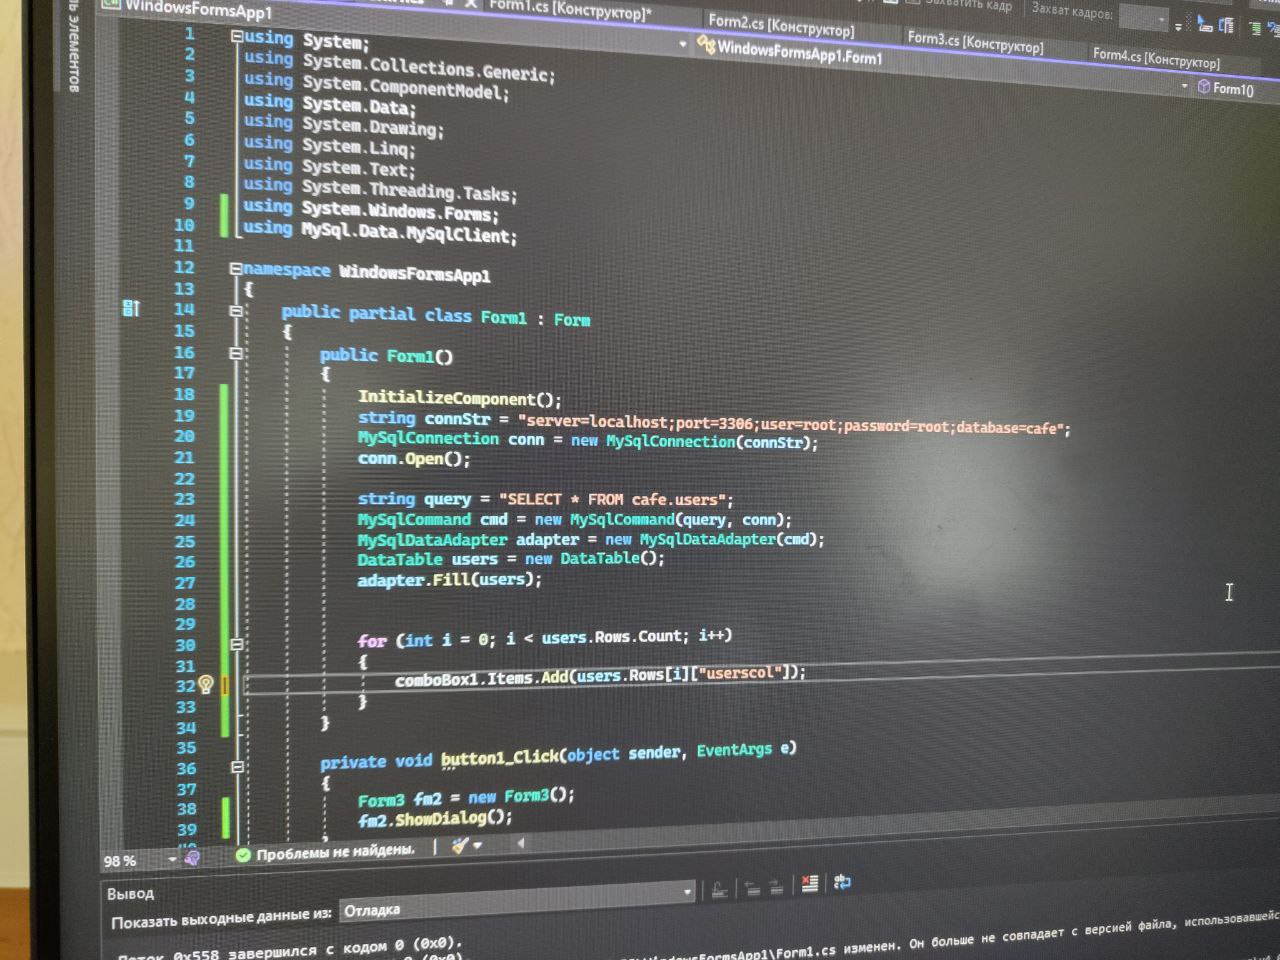 WindowsFormsApp1
Form1.cs [Конструктор]*
Form2.cs [Конструктор]
Form3.cs [Конструктор]
Form4.cs [Конструктор]
Захватить кадр
Захват кадров:
WindowsFormsApp1.Form1
Form1()
элементов
1 using System;
2 using System.Collections.Generic;
3 using System.ComponentModel;
4 using System.Data;
5 using System.Drawing;
6 using System.Linq;
7 using System.Text;
8 using System.Threading.Tasks;
9 using System.Windows.Forms;
10 using MySql.Data.MySqlClient;
11
12 namespace WindowsFormsApp1
13 {
14 public partial class Form1 : Form
15 {
16 public Form1()
17 {
18 InitializeComponent();
19 string connStr = "server=localhost;port=3306;user=root;password=root;database=cafe";
20 MySqlConnection conn = new MySqlConnection(connStr);
21 conn.Open();
22
23 string query = "SELECT * FROM cafe.users";
24 MySqlCommand cmd = new MySqlCommand(query, conn);
25 MySqlDataAdapter adapter = new MySqlDataAdapter(cmd);
26 DataTable users = new DataTable();
27 adapter.Fill(users);
28
29
30 for (int i = 0; i < users.Rows.Count; i++)
31 {
32 comboBox1.Items.Add(users.Rows[i]["userscol"]);
33 }
34 }
35
36 private void button1_Click(object sender, EventArgs e)
37 {
38 Form3 fm2 = new Form3();
39 fm2.ShowDialog();
98 %
Проблемы не найдены.
Вывод
Показать выходные данные из: Отладка
Поток 0x558 завершился с кодом 0 (0x0).
0 (0x0).
WindowsFormsApp1\Form1.cs изменен. Он больше не совпадает с версией файла, использовавшейс